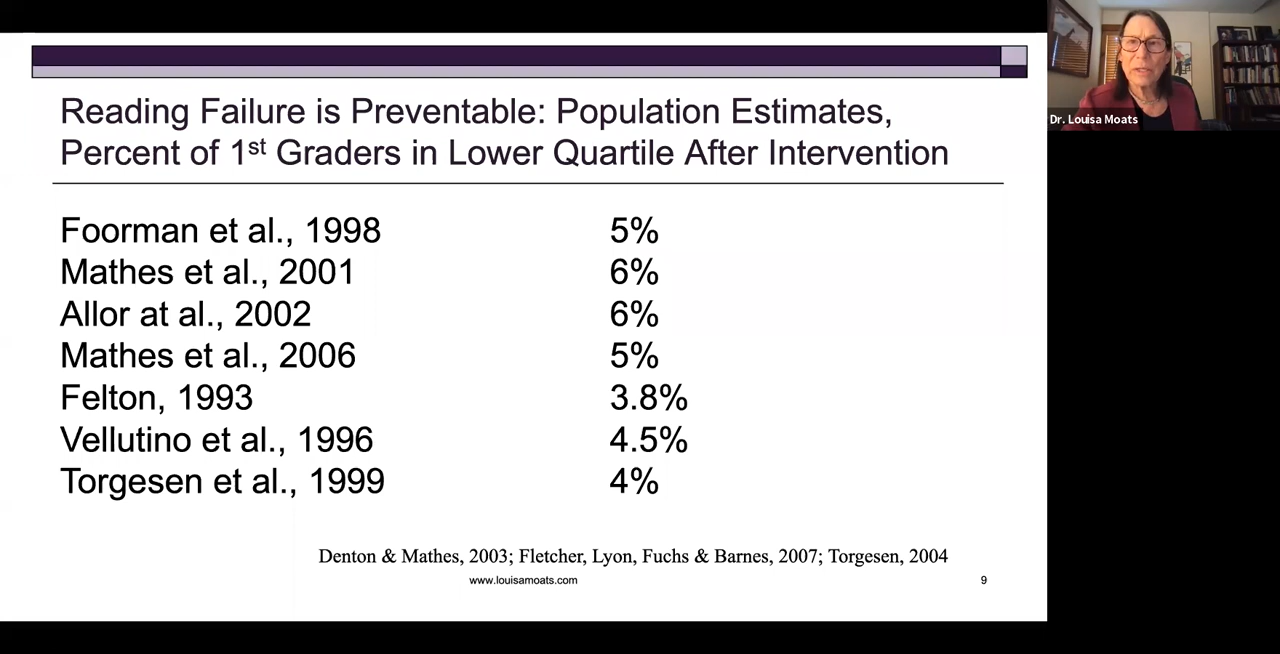 Reading Failure is Preventable: Population Estimates,
Percent of 1st Graders in Lower Quartile After Intervention
Foorman et al., 1998 5%
Mathes et al., 2001 6%
Allor at al., 2002 6%
Mathes et al., 2006 5%
Felton, 1993 3.8%
Vellutino et al., 1996 4.5%
Torgesen et al., 1999 4%
Denton & Mathes, 2003; Fletcher, Lyon, Fuchs & Barnes, 2007; Torgesen, 2004
www.louisamoats.com 9
Dr. Louisa Moats